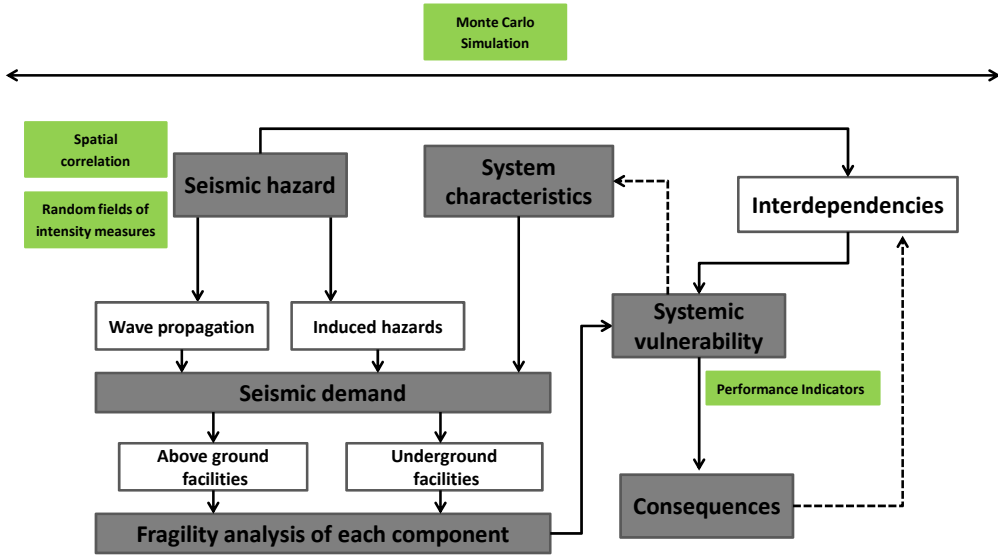 Monte Carlo
Simulation
Spatial
correlation
Seismic hazard
System
characteristics
Random fields of
intensity measures
Interdependencies
Wave propagation
Induced hazards
Systemic
vulnerability
Seismic demand
Performance Indicators
Above ground
facilities
Underground
facilities
Consequences
Fragility analysis of each component